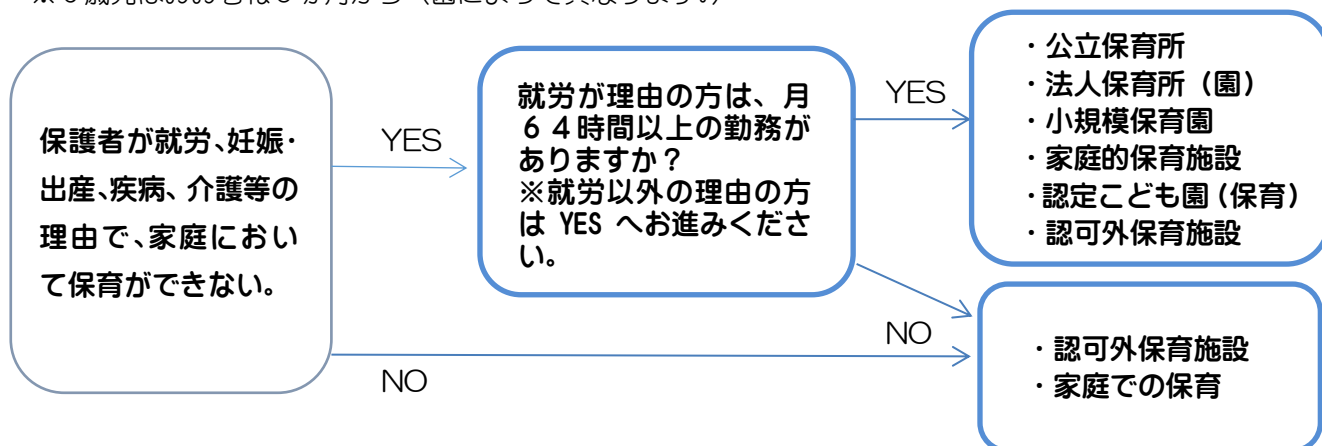 保護者が就労、妊娠・
出産、疾病、介護等の
理由で、家庭におい
て保育ができない。
YES
NO
就労が理由の方は、月
６４時間以上の勤務が
ありますか？
※就労以外の理由の方
は YES へお進みくださ
い。
YES
NO
・公立保育所
・法人保育所（園）
・小規模保育園
・家庭的保育施設
・認定こども園（保育）
・認可外保育施設
・認可外保育施設
・家庭での保育